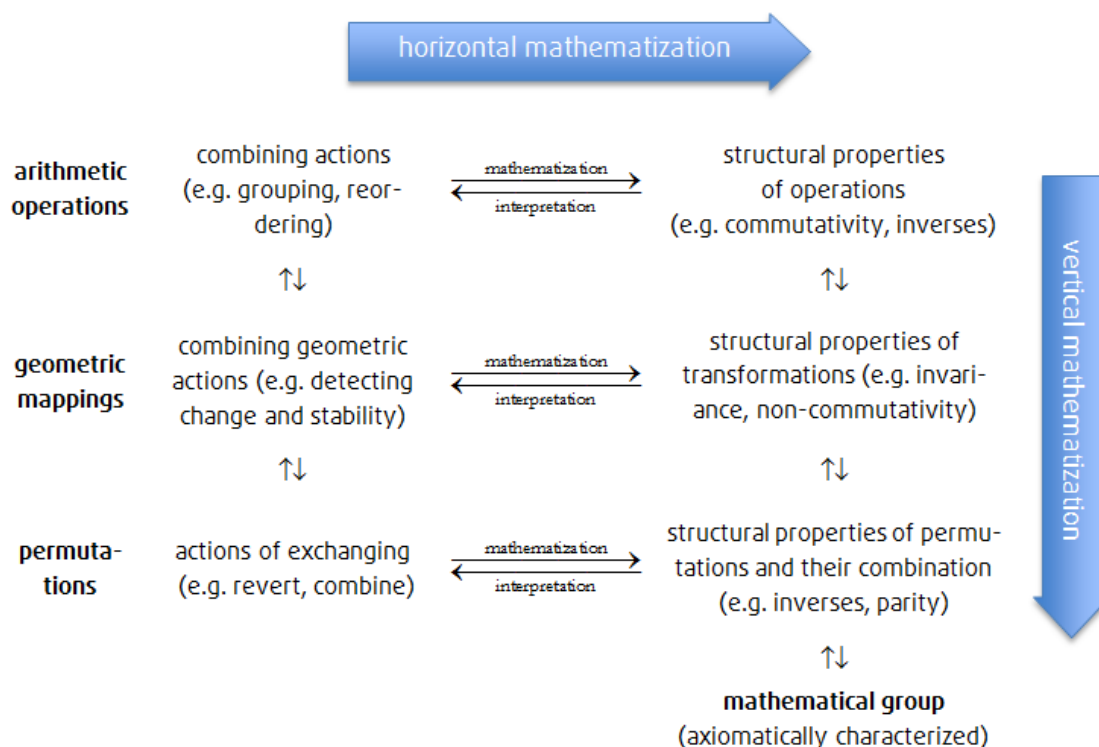 horizontal mathematization
arithmetic
operations
combining actions
(e.g. grouping, reor-
dering)
mathematization
interpretation
structural properties
of operations
(e.g. commutativity, inverses)
↑↓
↑↓
geometric
mappings
combining geometric
actions (e.g. detecting
change and stability)
mathematization
interpretation
structural properties of
transformations (e.g. invari-
ance, non-commutativity)
↑↓
↑↓
permuta-
tions
actions of exchanging
(e.g. revert, combine)
mathematization
interpretation
structural properties of permu-
tations and their combination
(e.g. inverses, parity)
↑↓
mathematical group
(axiomatically characterized)
vertical mathematization